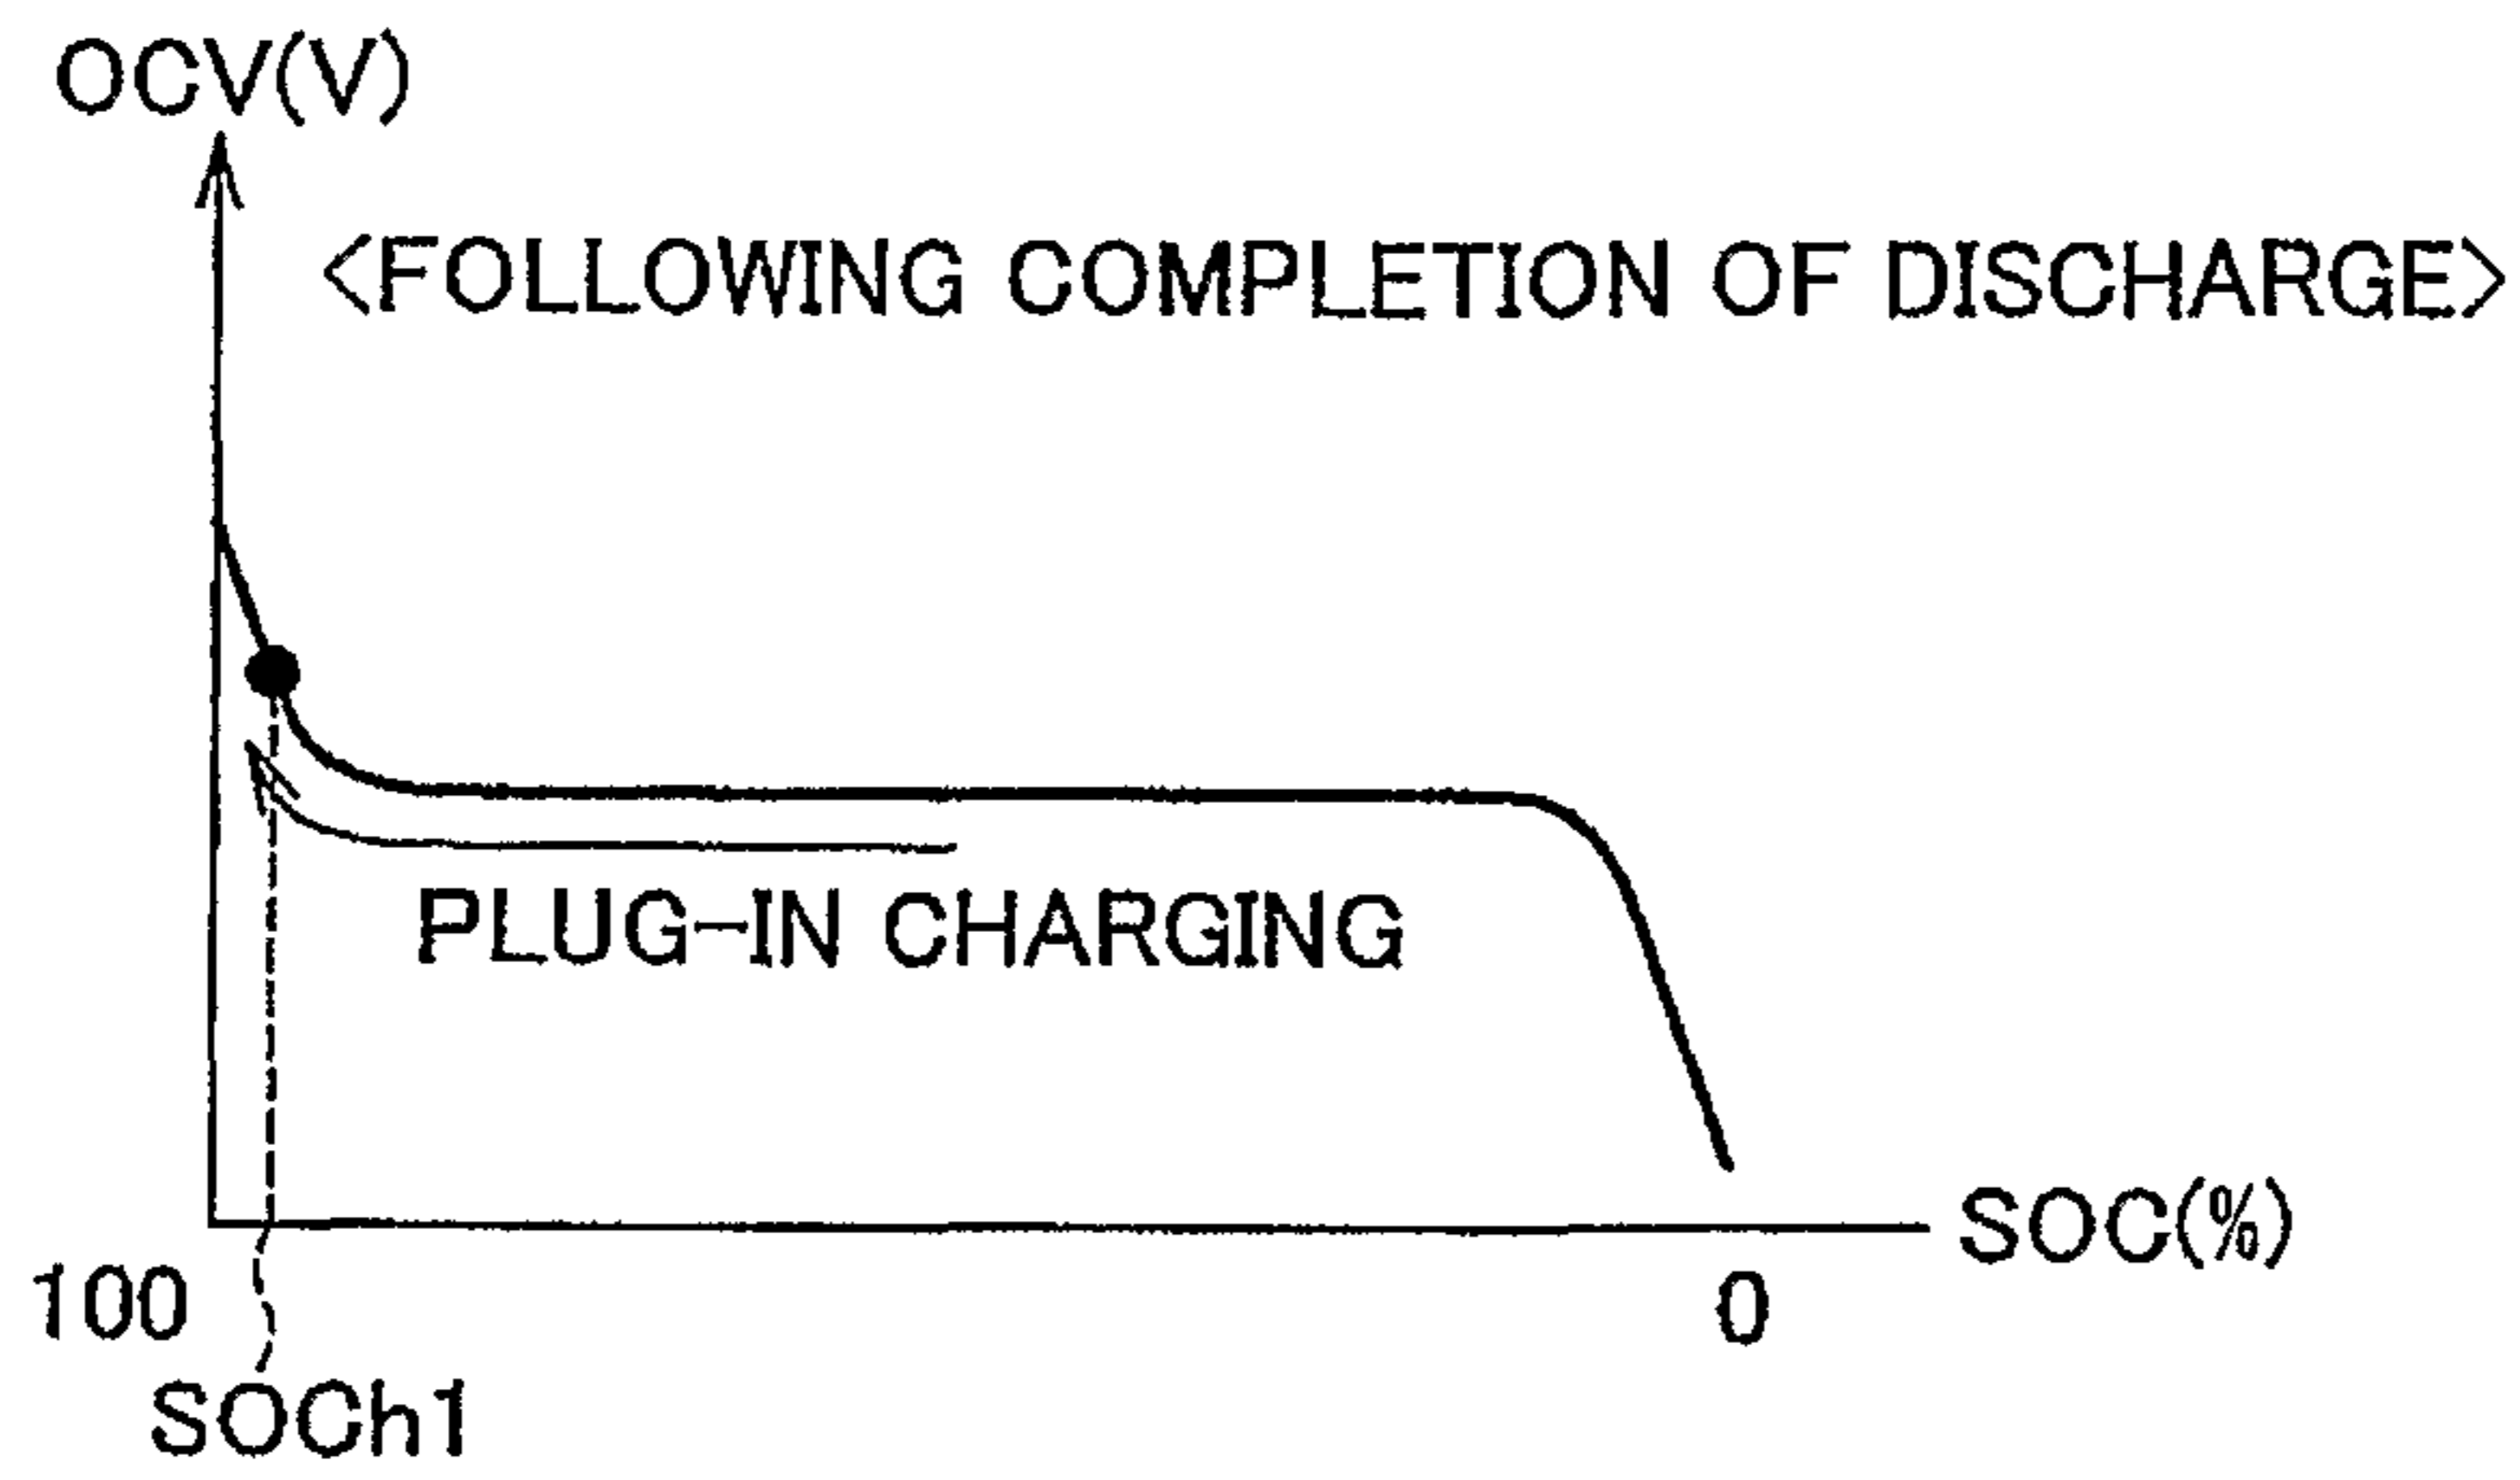 OCV(V)
<FOLLOWING COMPLETION OF DISCHARGE>
PLUG-IN CHARGING
SOC(%)
100
0
SOCh1